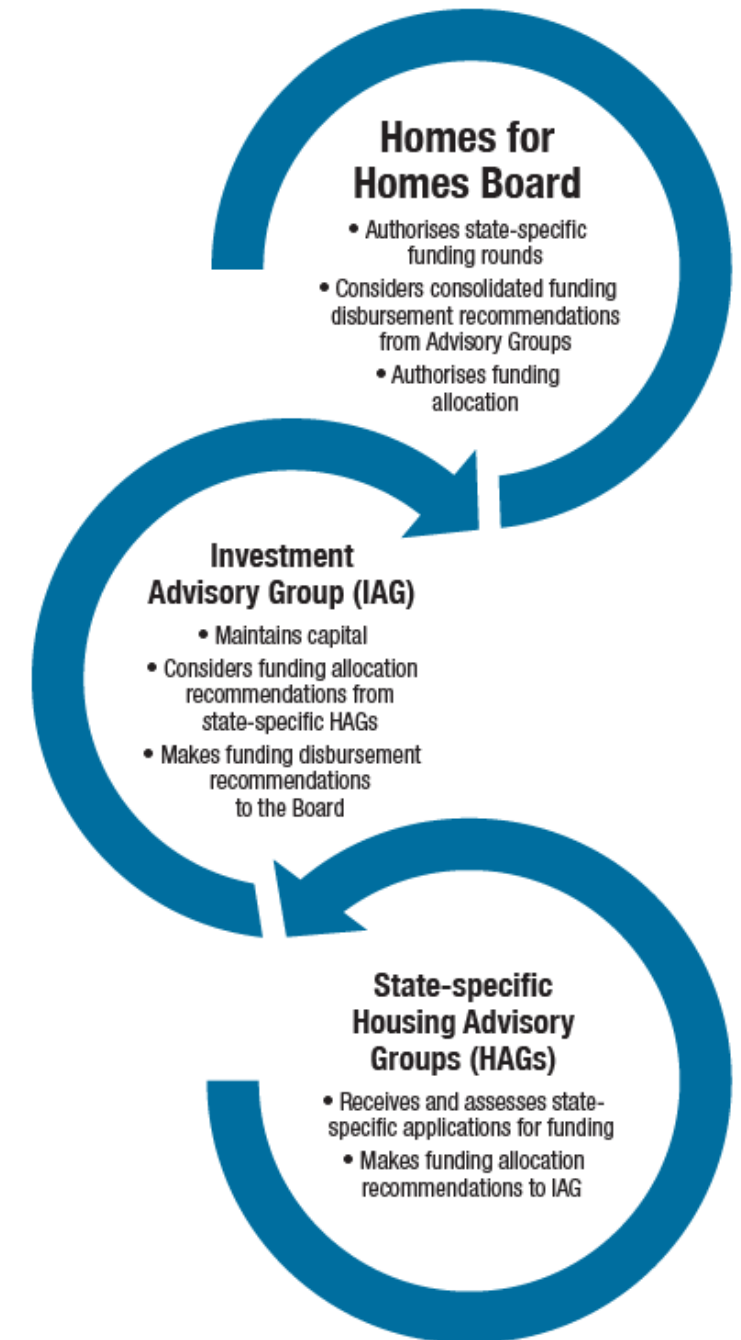 Homes for
Homes Board
• Authorises state-specific
funding rounds
• Considers consolidated funding
disbursement recommendations
from Advisory Groups
• Authorises funding
allocation
Investment
Advisory Group (IAG)
• Maintains capital
• Considers funding allocation
recommendations from
state-specific HAGs
• Makes funding disbursement
recommendations
to the Board
State-specific
Housing Advisory
Groups (HAGs)
• Receives and assesses state-
specific applications for funding
• Makes funding allocation
recommendations to IAG